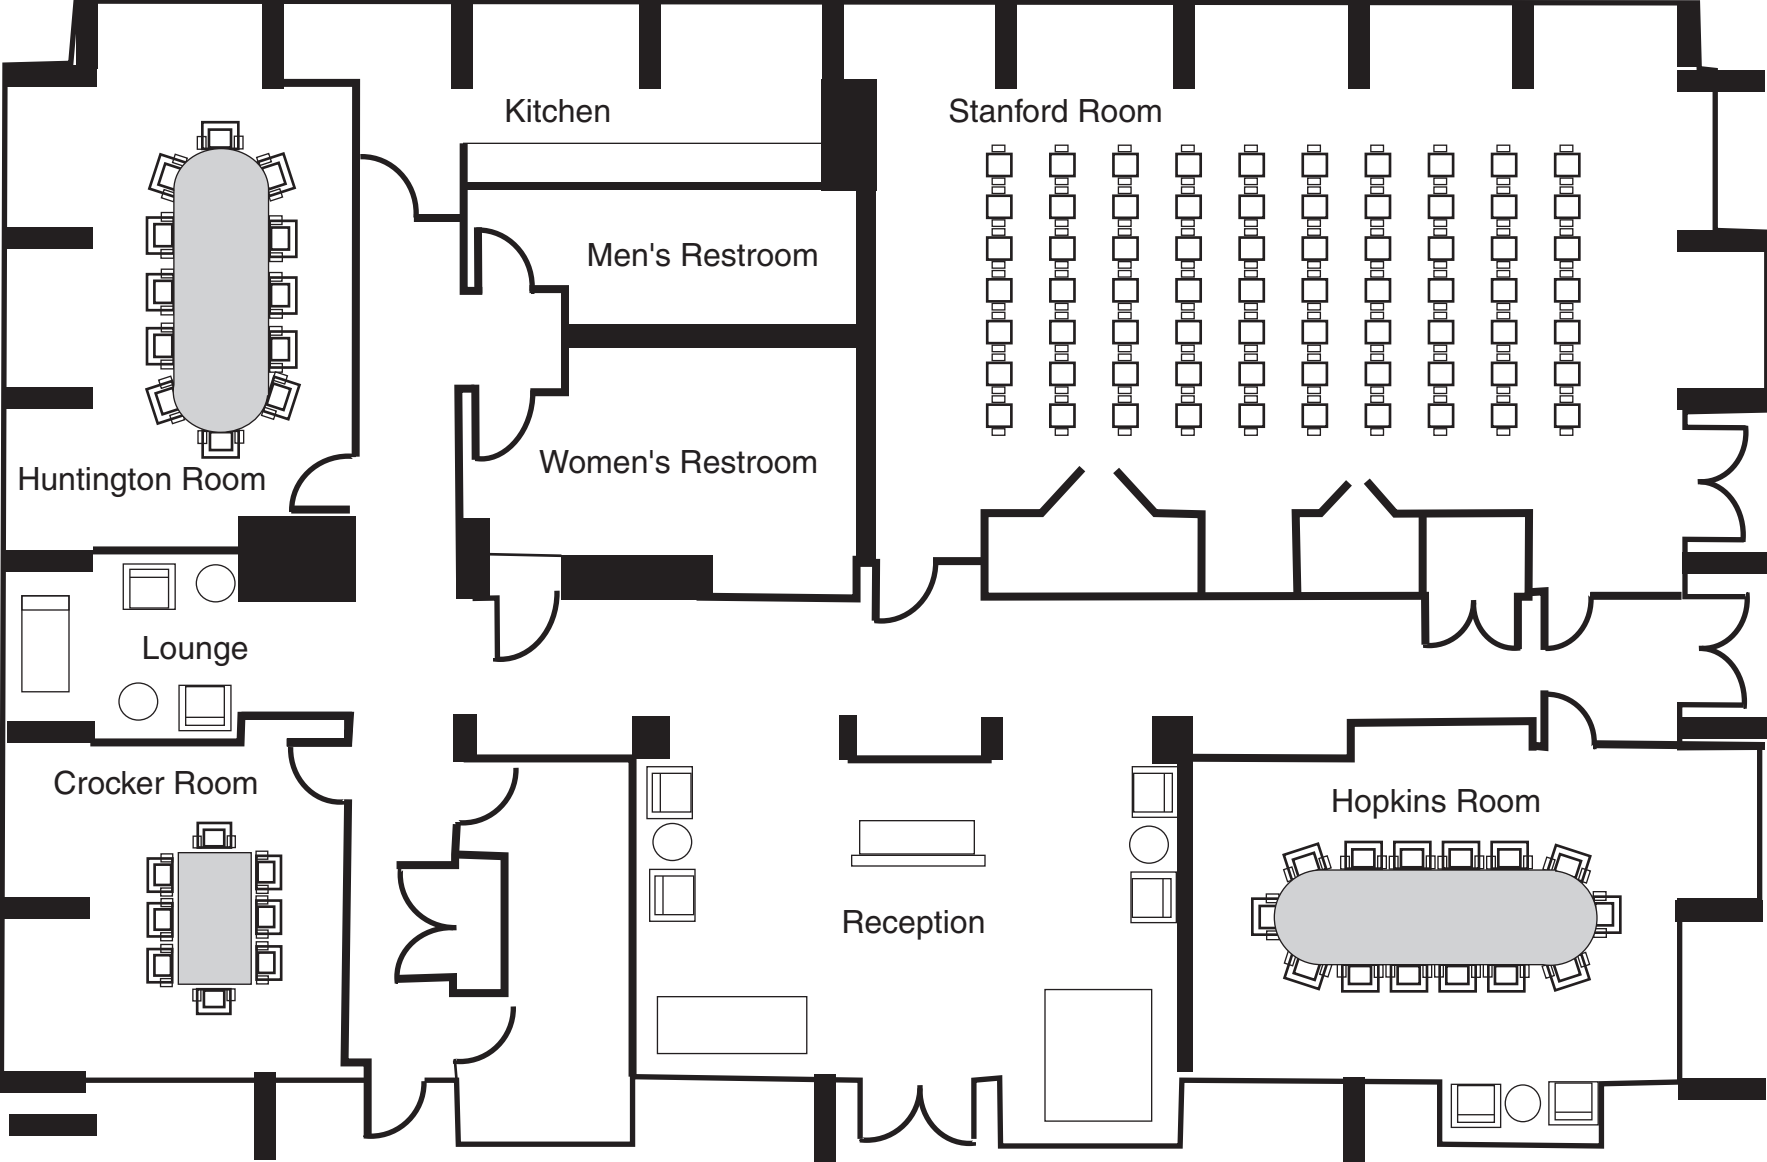 Kitchen
Stanford Room
Men's Restroom
Women's Restroom
Huntington Room
Lounge
Crocker Room
Hopkins Room
Reception